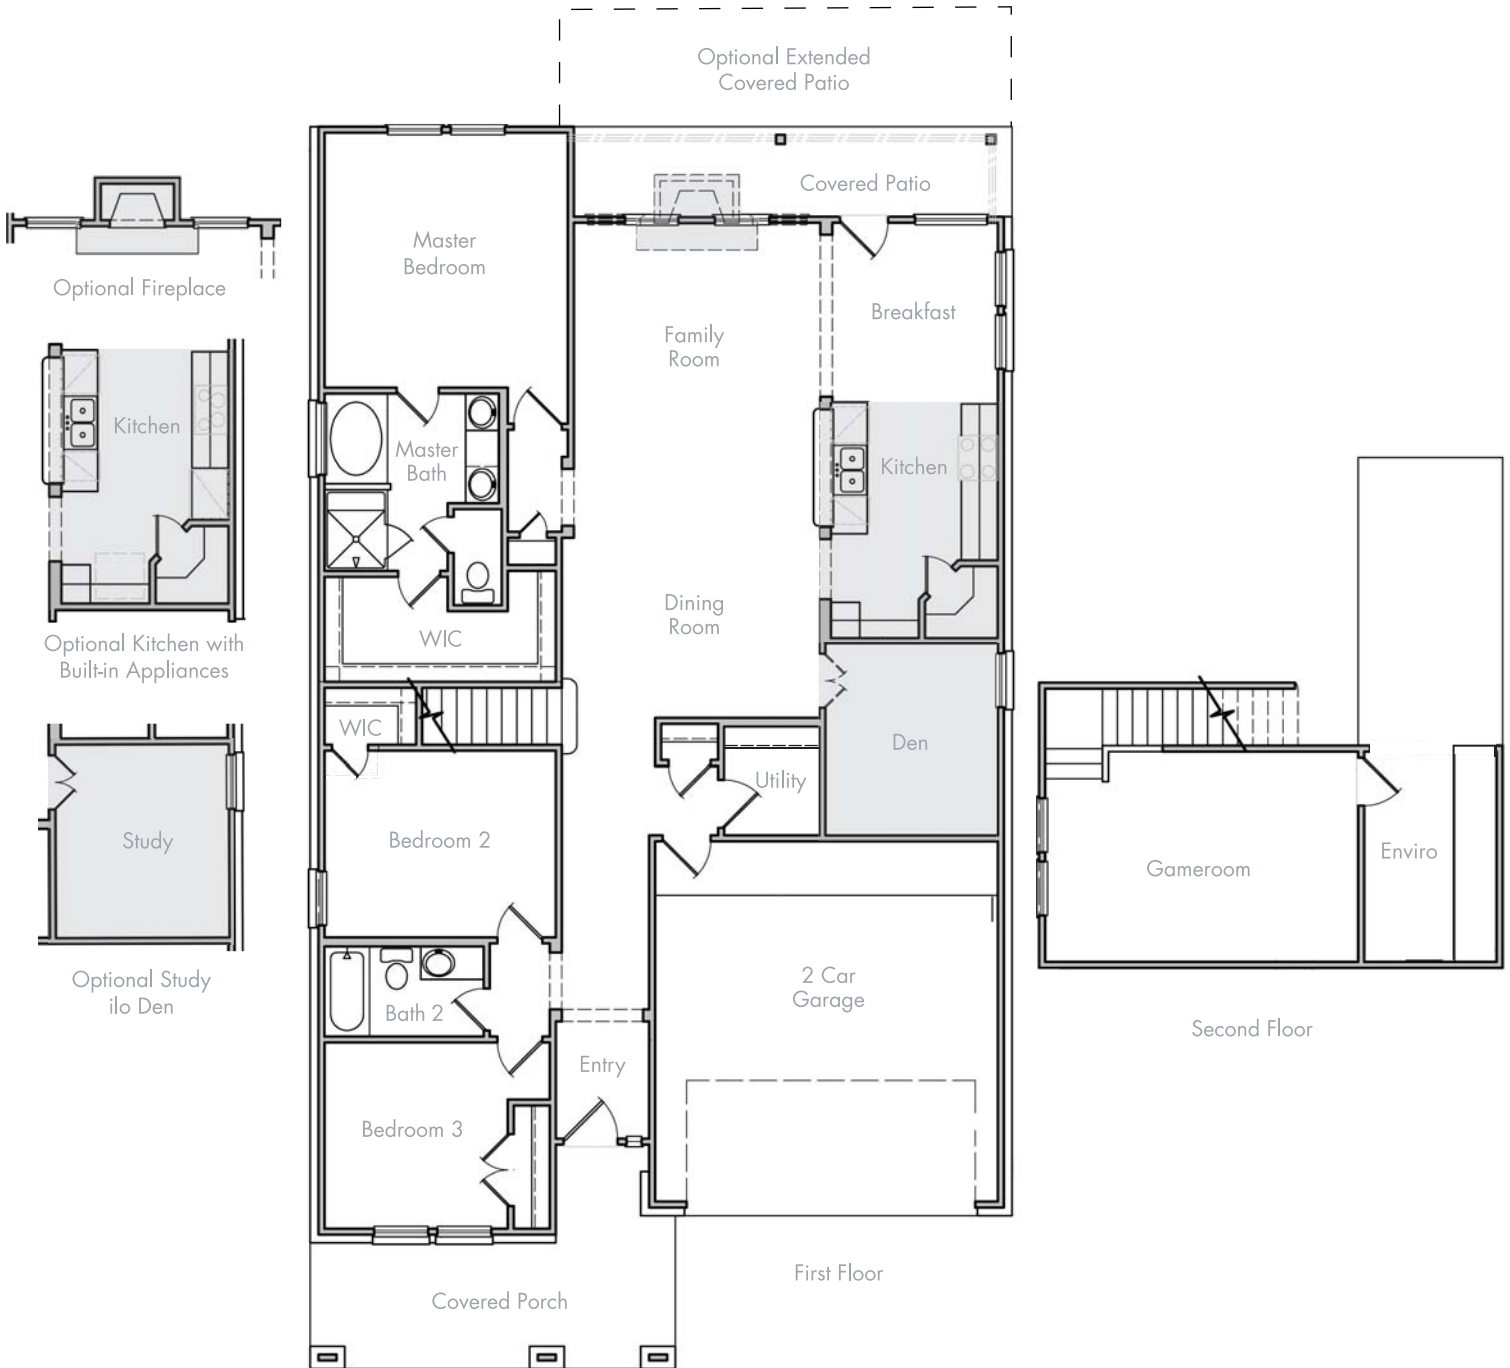 Optional Extended
Covered Patio
Covered Patio
Optional Fireplace
Master
Bedroom
Family
Room
Breakfast
Kitchen
Optional Kitchen with
Built-in Appliances
Master
Bath
Kitchen
WIC
Dining
Room
WIC
Den
Utility
Study
Optional Study
ilo Den
Bedroom 2
Bath 2
Entry
Bedroom 3
2 Car
Garage
Gameroom
Enviro
Second Floor
First Floor
Covered Porch